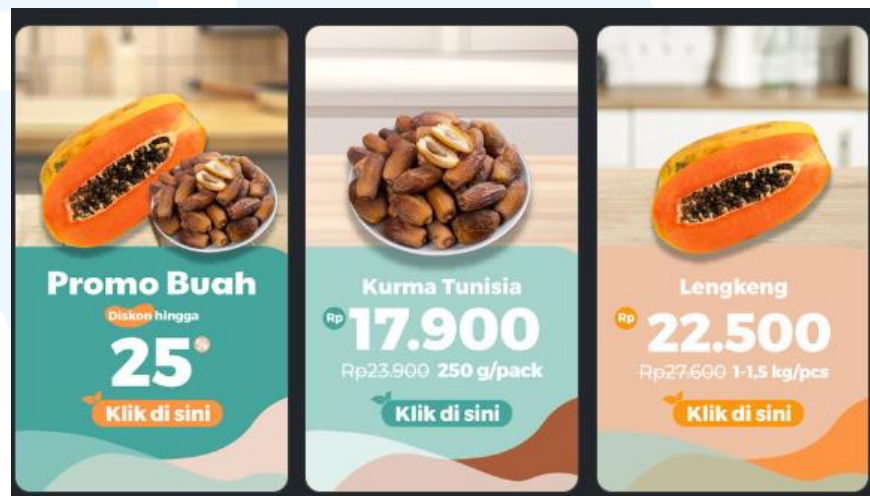 Promo Buah
Diskon hingga
25%
Klik di sini
Kurma Tunisia
Rp 17.900
Rp23.900 250 g/pack
Klik di sini
Lengkeng
Rp 22.500
Rp27.600 1-1,5 kg/pcs
Klik di sini